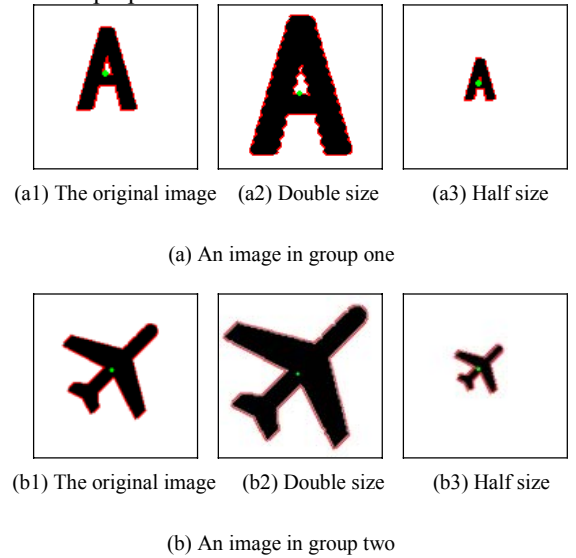 (a1) The original image (a2) Double size (a3) Half size
(a) An image in group one
(b1) The original image (b2) Double size (b3) Half size
(b) An image in group two